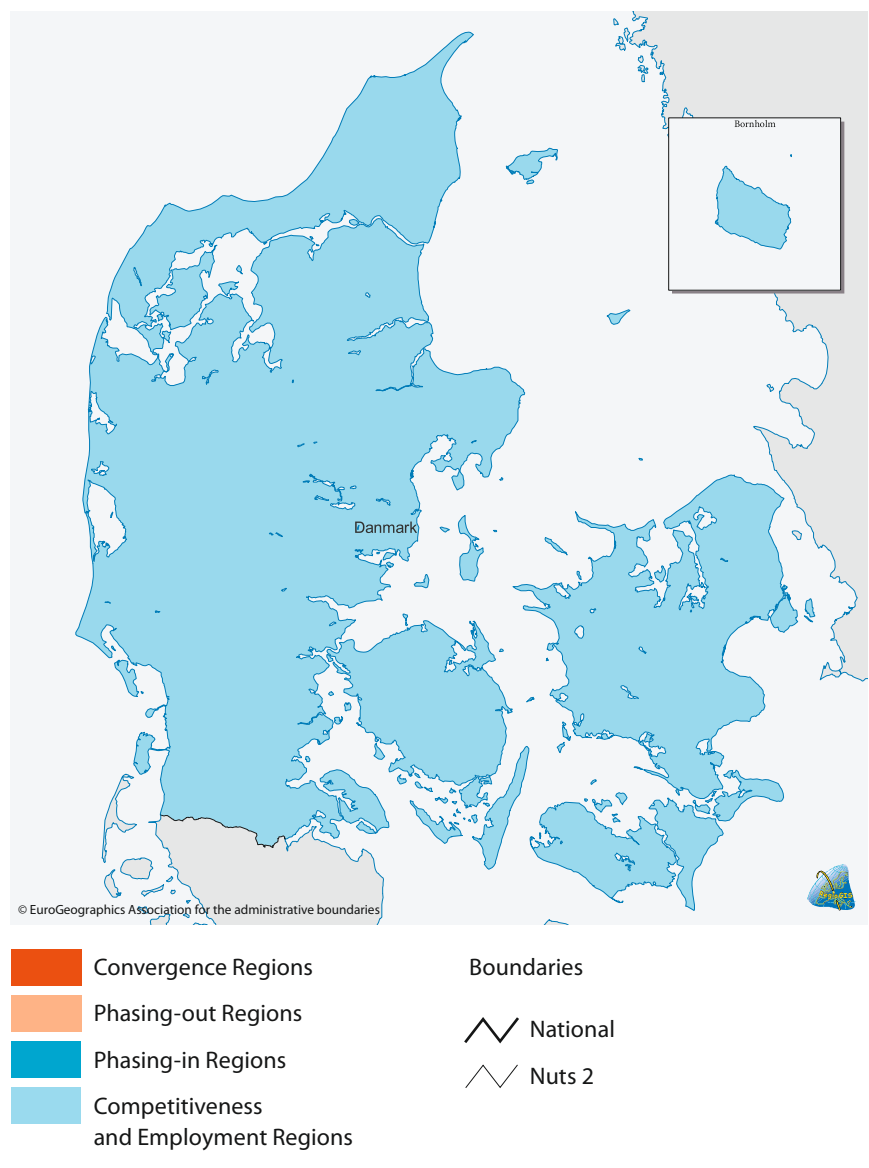 Bornholm
Danmark
© EuroGeographics Association for the administrative boundaries
Convergence Regions
Phasing-out Regions
Phasing-in Regions
Competitiveness
and Employment Regions
Boundaries
National
Nuts 2